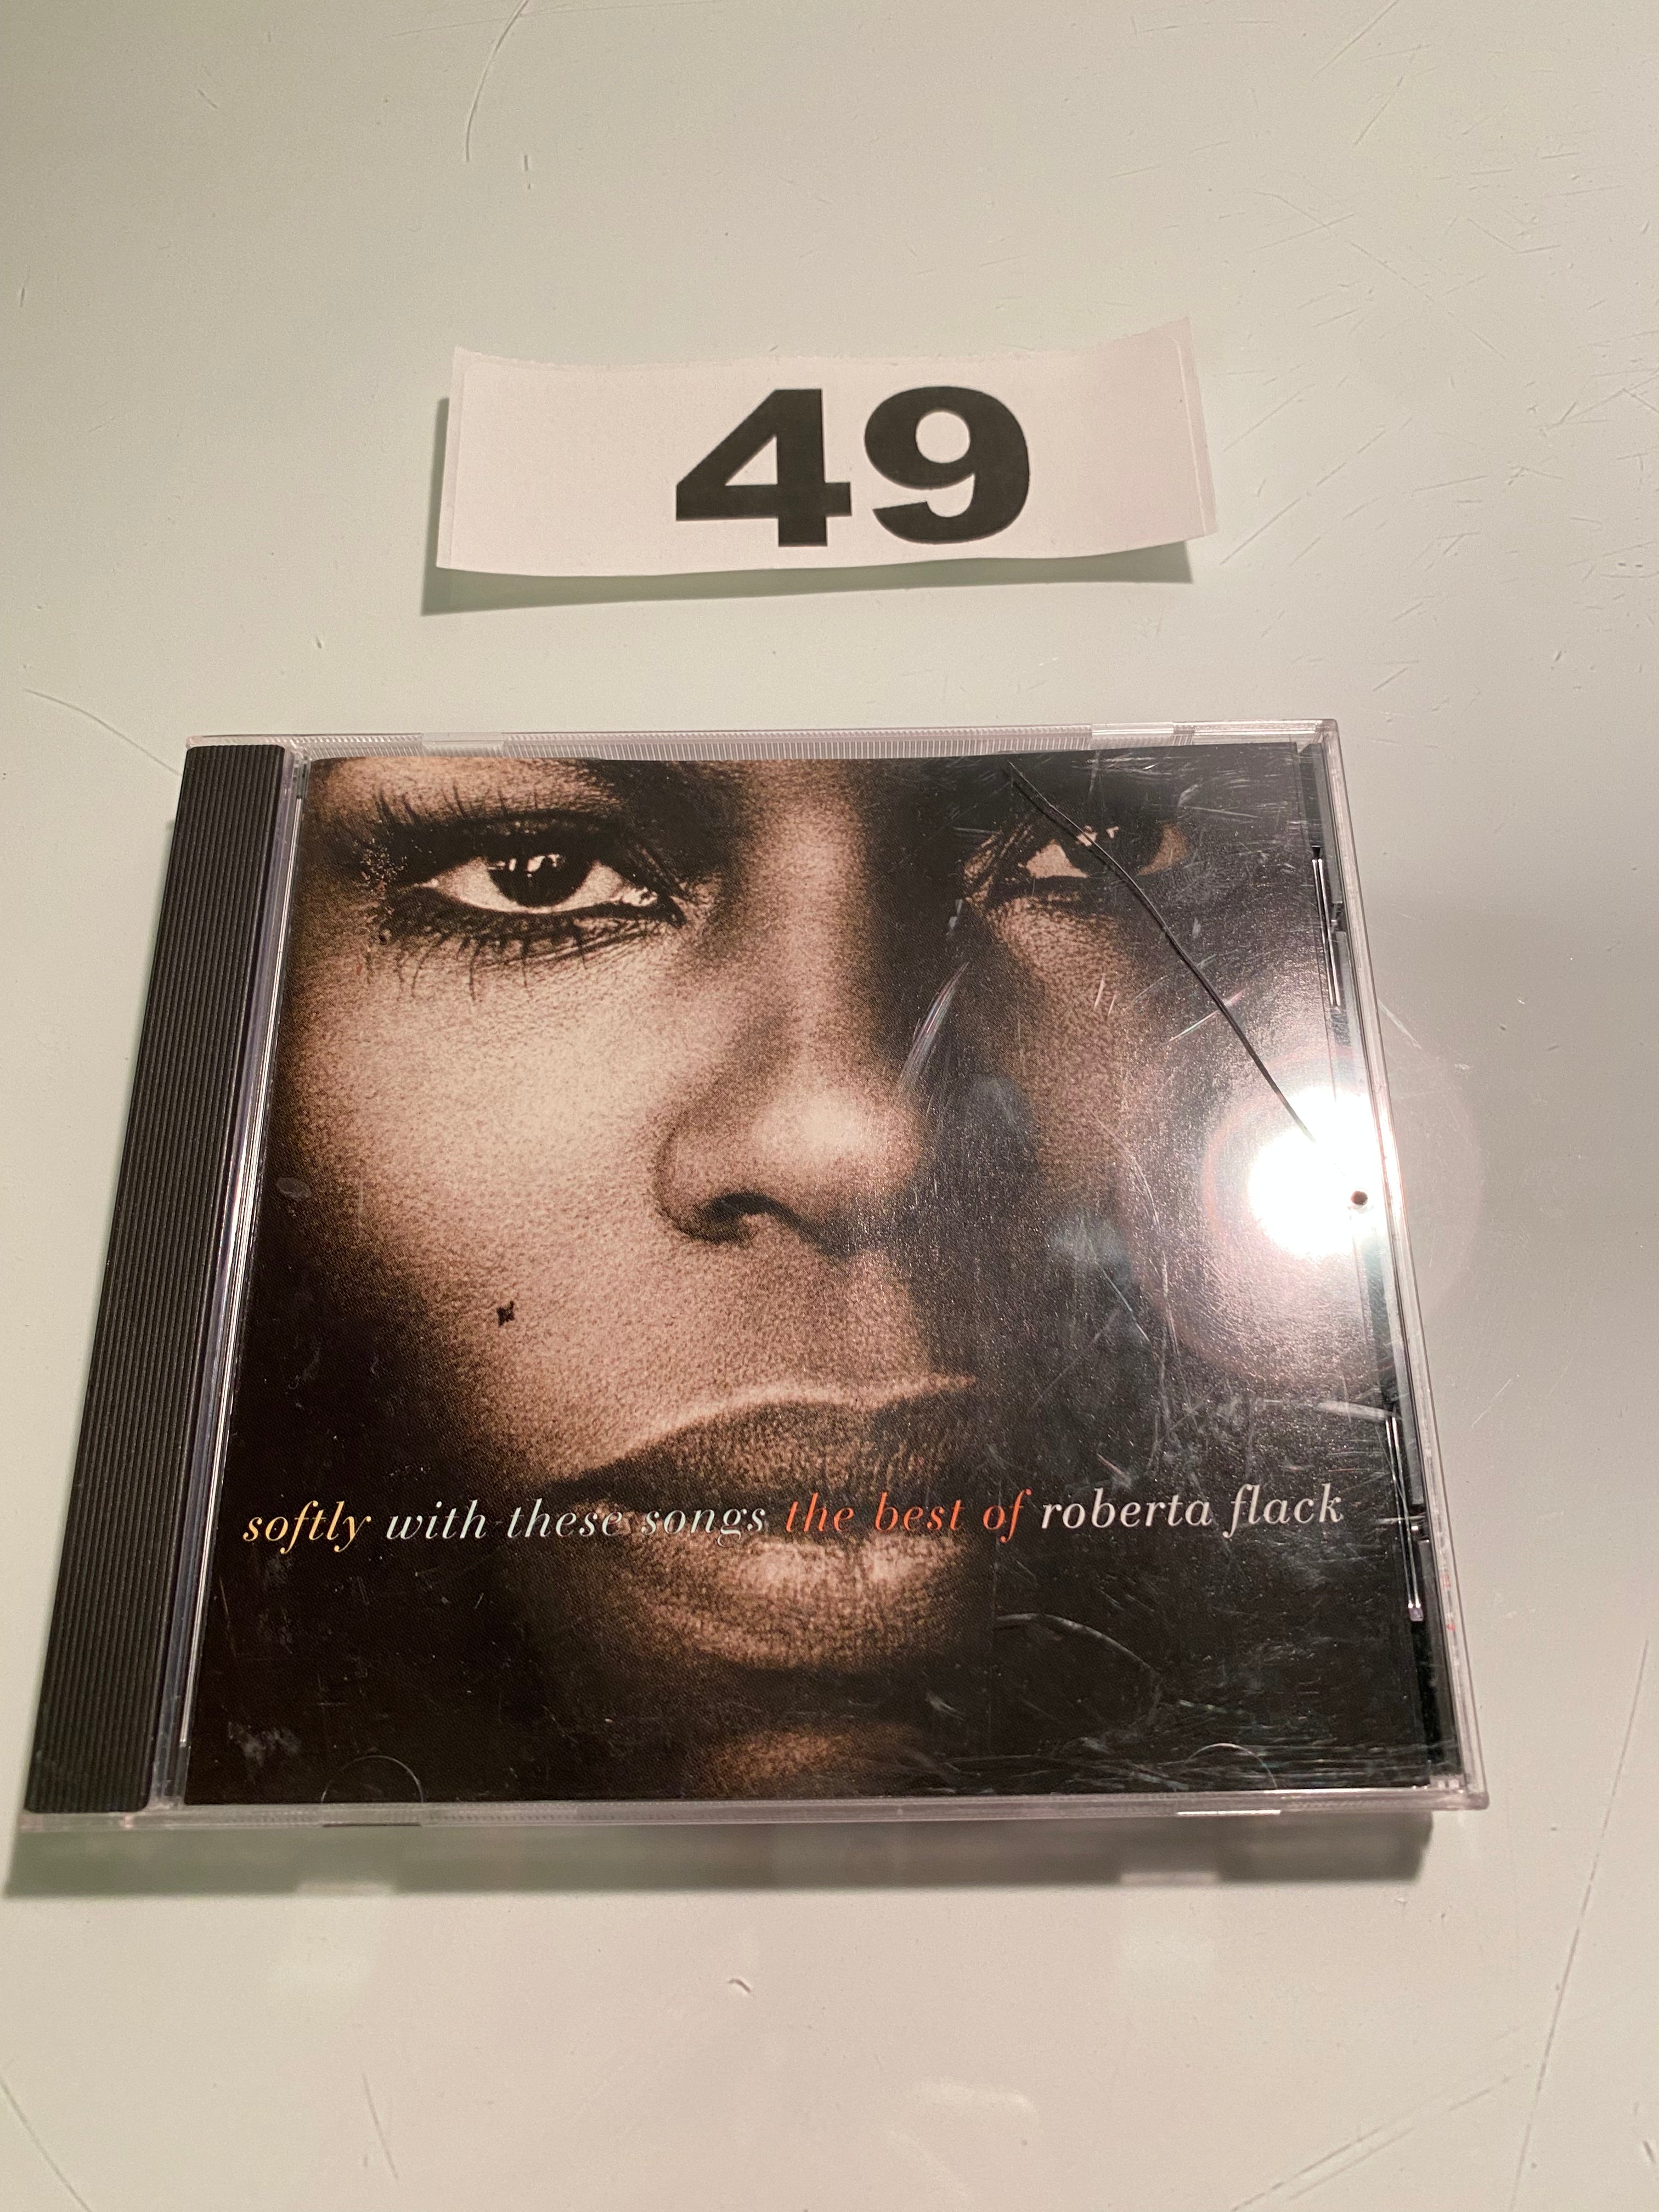 49
softly with these songs the best of roberta flack